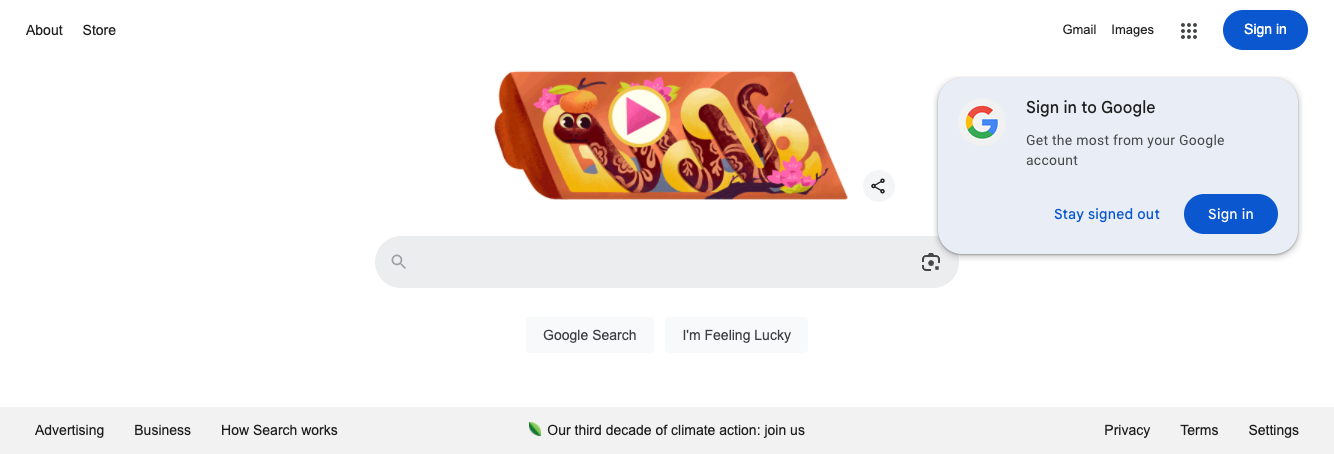 About Store
Gmail Images
Sign in
Sign in to Google
Get the most from your Google
account
Stay signed out
Sign in
Google Search
I'm Feeling Lucky
Advertising Business How Search works
Our third decade of climate action: join us
Privacy Terms Settings